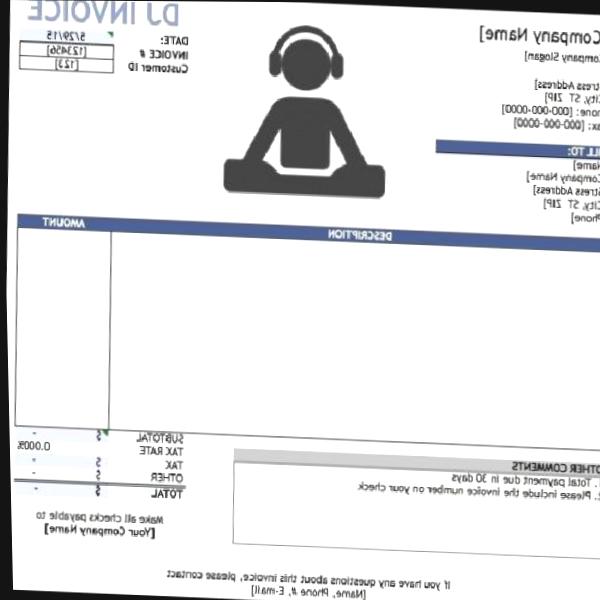 Company Name]
Company Slogan]
Stress Address]
City, ST ZIP]
Phone: [000-000-0000]
Fax: [000-000-0000]
DJ INVOICE
DATE: 5/29/15
INVOICE # [123456]
Customer ID [123]
BILL TO:
Name]
Company Name]
Stress Address]
City, ST ZIP]
Phone]
DESCRIPTION AMOUNT
SUBTOTAL $ -
TAX RATE 0.000%
TAX $ -
OTHER $ -
TOTAL $ -
OTHER COMMENTS
1. Total payment due in 30 days
2. Please include the invoice number on your check
Make all checks payable to
[Your Company Name]
If you have any questions about this invoice, please contact
[Name, Phone #, E-mail]